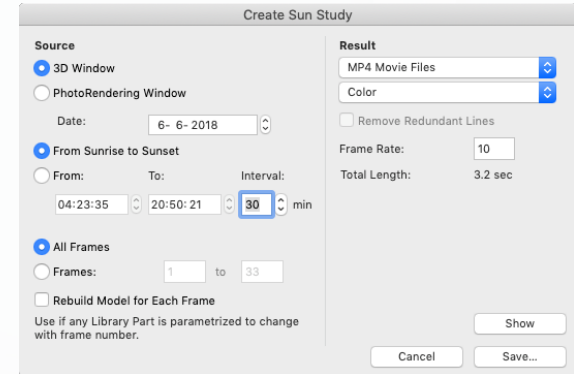 Create Sun Study
Source
3D Window
PhotoRendering Window
Date:
6- 6-2018
From Sunrise to Sunset
From:
To:
Interval:
04:23:35
20:50:21
30
min
All Frames
Frames:
1
to
33
Rebuild Model for Each Frame
Use if any Library Part is parametrized to change
with frame number.
Result
MP4 Movie Files
Color
Remove Redundant Lines
Frame Rate:
10
Total Length:
3.2 sec
Show
Cancel
Save...